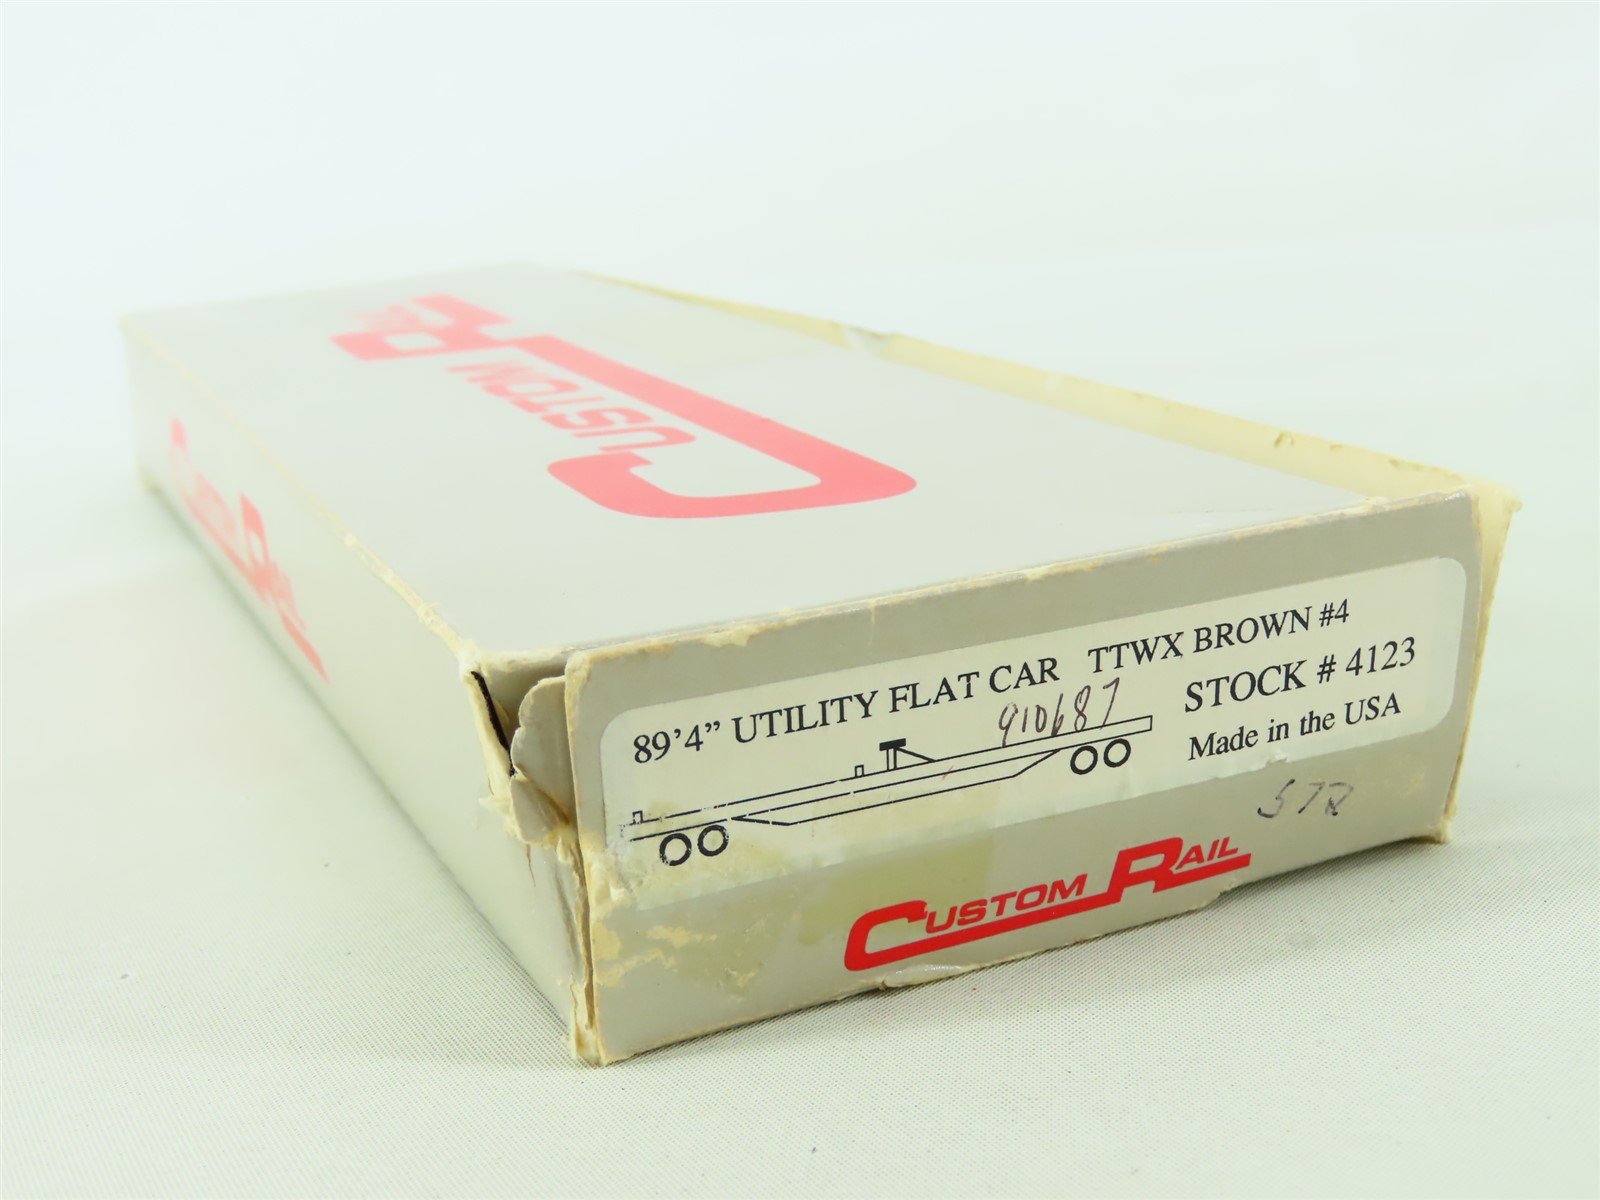 CUSTOM RAIL
CUSTOM RAIL
89'4" UTILITY FLAT CAR TTWX BROWN #4
910687
STOCK # 4123
Made in the USA
CUSTOM RAIL